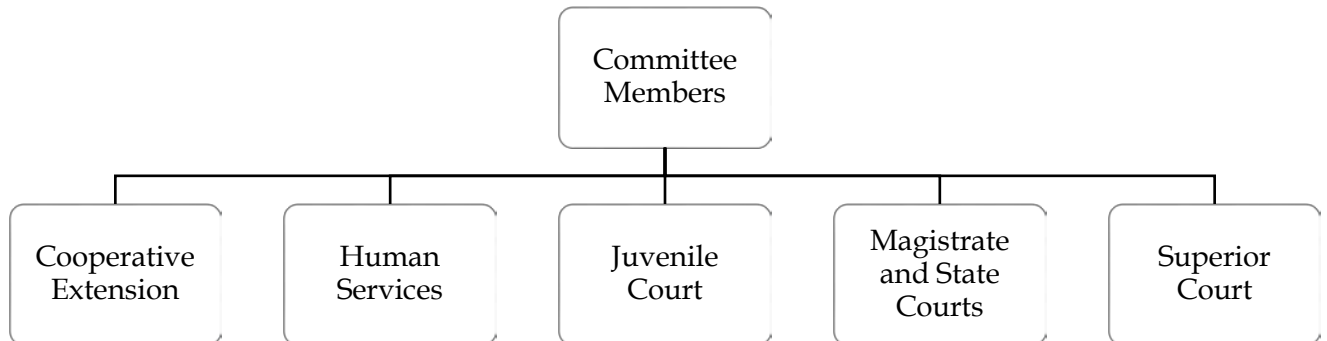 Committee
Members
Cooperative
Extension
Human
Services
Juvenile
Court
Magistrate
and State
Courts
Superior
Court